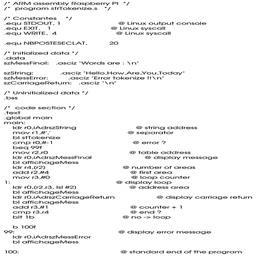 /* ARM assembly Raspberry PI */
/* program strTokenize.s */
/* Constantes */
.equ STDOUT, 1 @ Linux output console
.equ EXIT, 1 @ Linux syscall
.equ WRITE, 4 @ Linux syscall
.equ NBPOSTESECLAT, 20
/* Initialized data */
.data
szMessFinal: .asciz "Words are : \n"
szString: .asciz "Hello,How,Are,You,Today"
szMessError: .asciz "Error tokenize !!\n"
szCarriageReturn: .asciz "\n"
/* UnInitialized data */
.bss
/* code section */
.text
.global main
main:
ldr r0,iAdrszString @ string address
mov r1,#',' @ separator
bl stTokenize
cmp r0,#-1 @ error ?
beq 99f
mov r2,r0 @ table address
ldr r0,iAdrszMessFinal @ display message
bl affichageMess
ldr r4,[r2] @ number of areas
add r2,#4 @ first area
mov r3,#0 @ loop counter
1: @ display loop
ldr r0,[r2,r3, lsl #2] @ address area
bl affichageMess
ldr r0,iAdrszCarriageReturn @ display carriage return
bl affichageMess
add r3,#1 @ counter + 1
cmp r3,r4 @ end ?
blt 1b @ no -> loop
b 100f
99: @ display error message
ldr r0,iAdrszMessError
bl affichageMess
100: @ standard end of the program